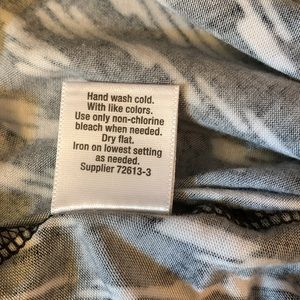 Hand wash cold.
With like colors.
Use only non-chlorine
bleach when needed.
Dry flat.
Iron on lowest setting
as needed.
Supplier 72613-3